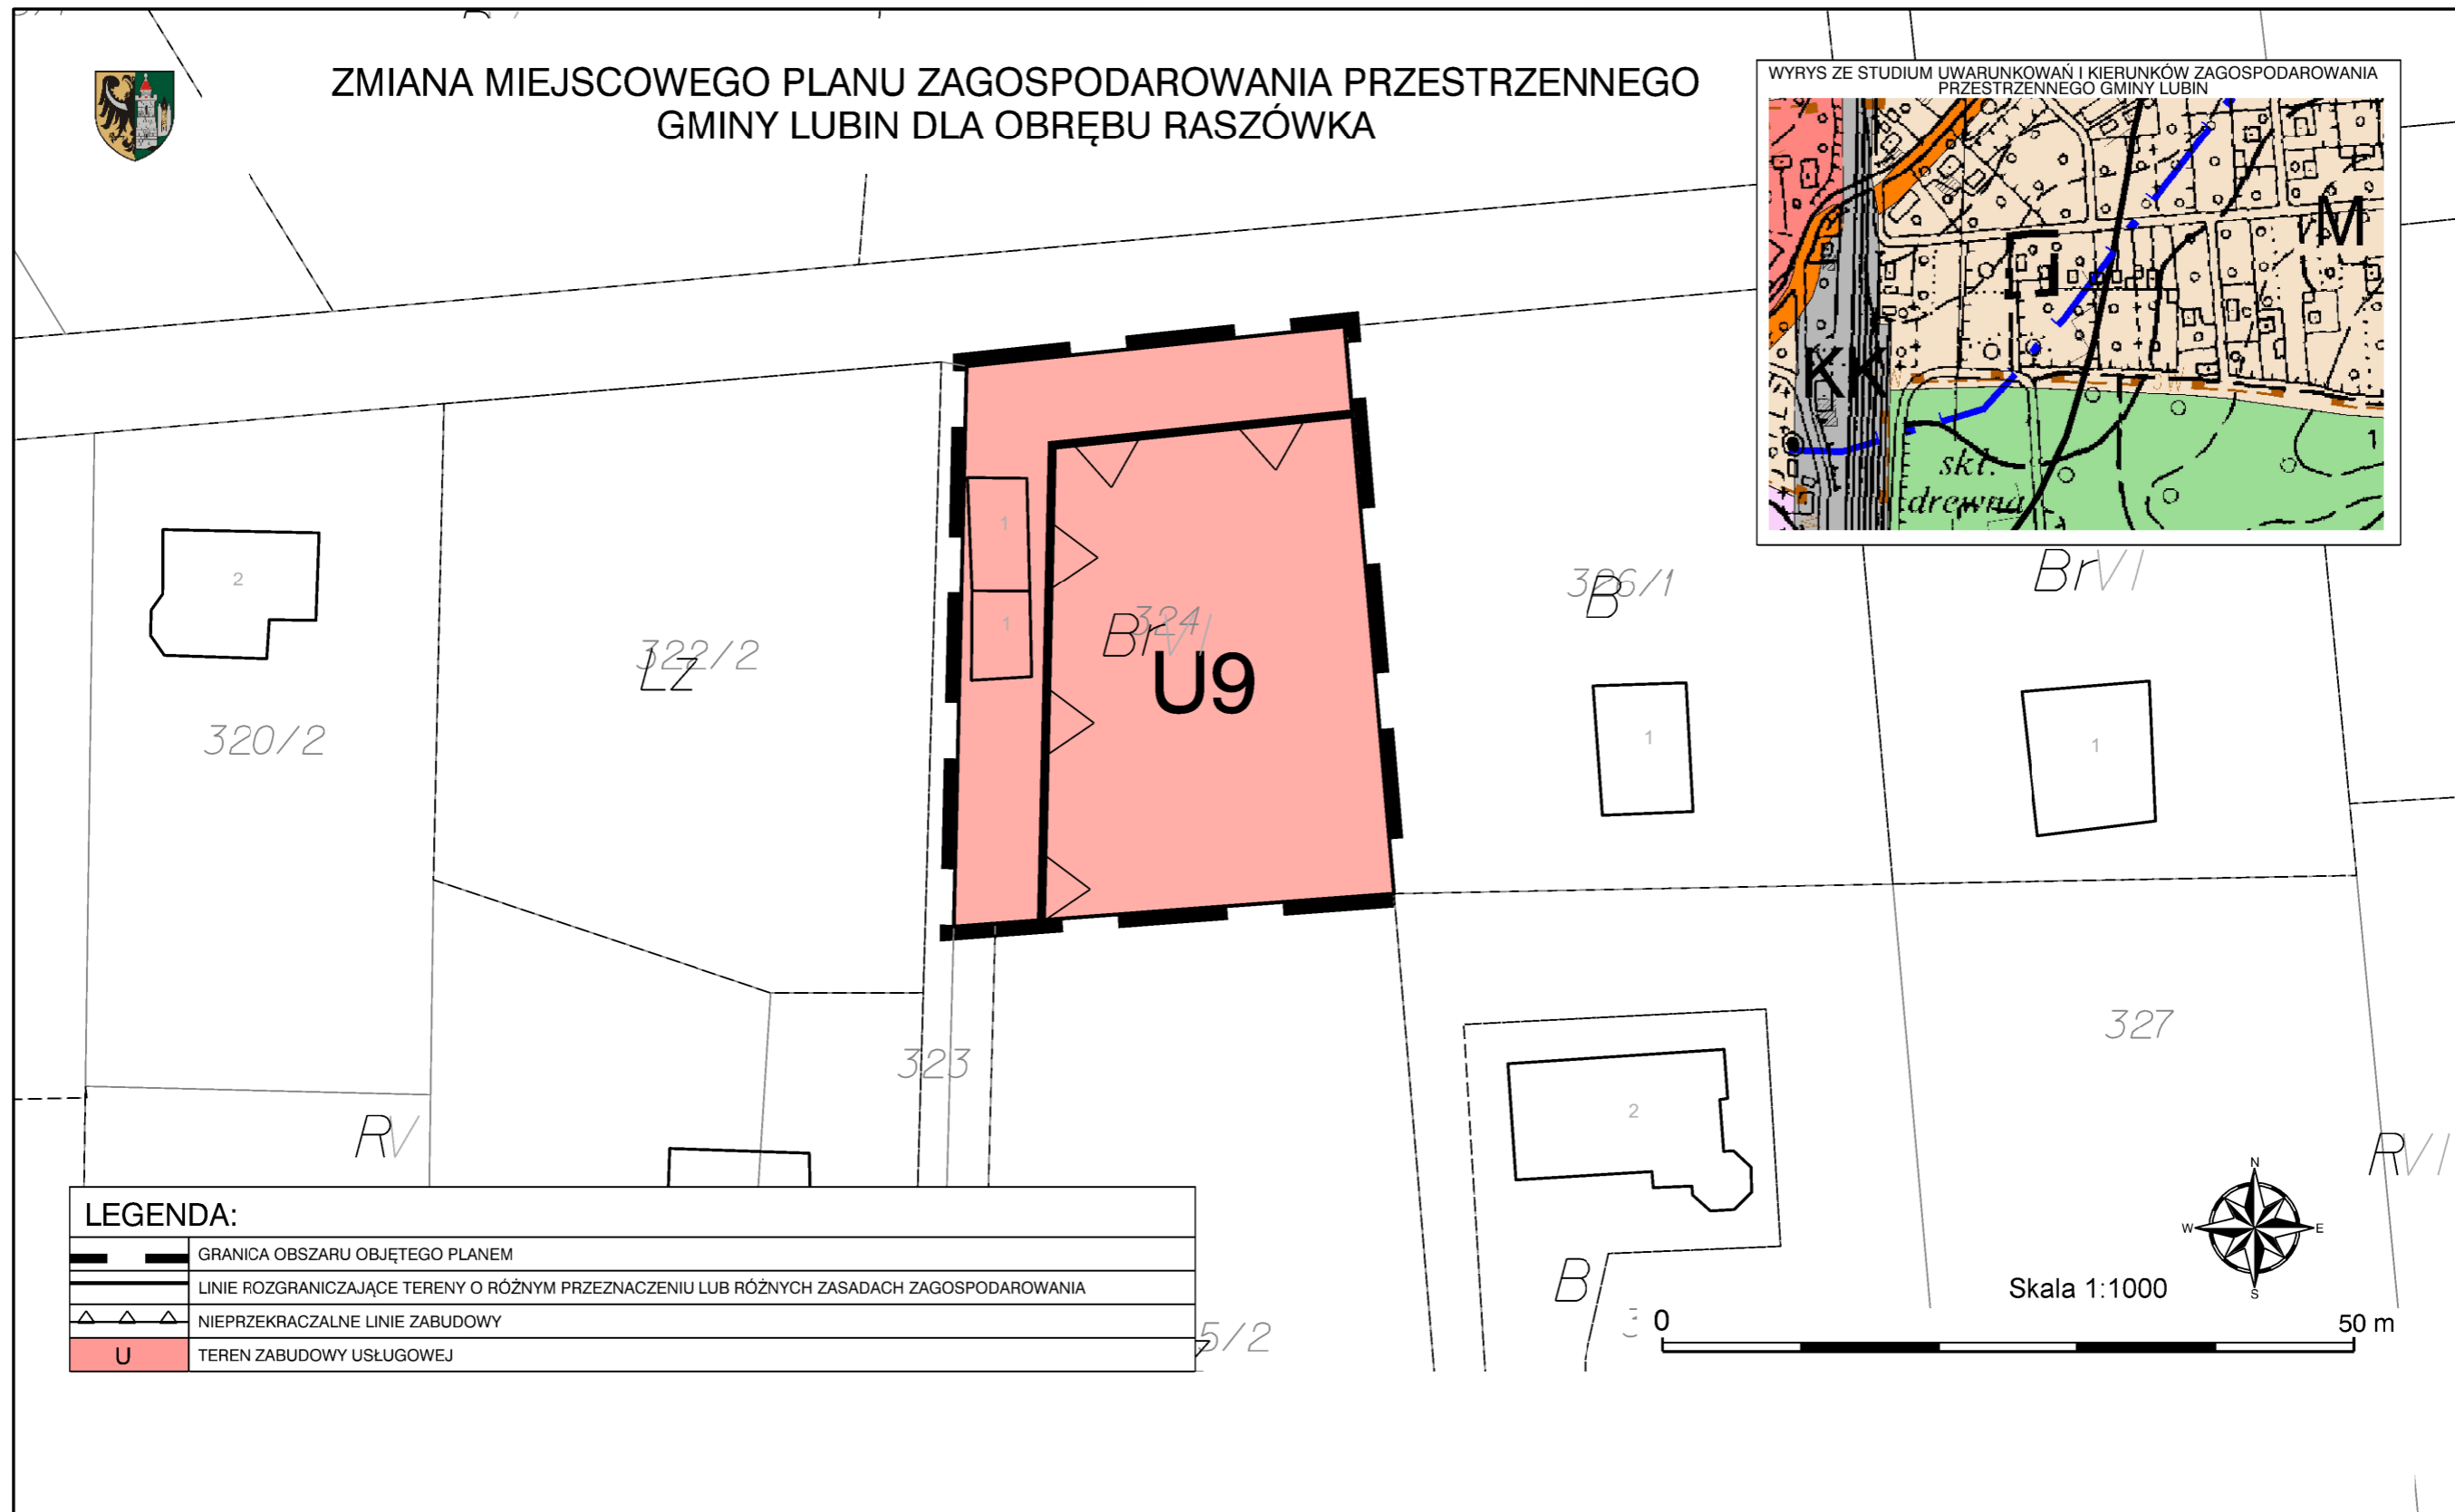 ZMIANA MIEJSCOWEGO PLANU ZAGOSPODAROWANIA PRZESTRZENNEGO
GMINY LUBIN DLA OBRĘBU RASZÓWKA
WYRYS ZE STUDIUM UWARUNKOWAŃ I KIERUNKÓW ZAGOSPODAROWANIA
PRZESTRZENNEGO GMINY LUBIN
M
KK
1
skł.
drewna
2
322/2
Lz
320/2
1
1
324
BrVI
U9
326/1
B
BrVI
1
1
323
327
2
RV
RVI
B
5/2
LEGENDA:
GRANICA OBSZARU OBJĘTEGO PLANEM
LINIE ROZGRANICZAJĄCE TERENY O RÓŻNYM PRZEZNACZENIU LUB RÓŻNYCH ZASADACH ZAGOSPODAROWANIA
NIEPRZEKRACZALNE LINIE ZABUDOWY
U TEREN ZABUDOWY USŁUGOWEJ
N
W E
S
Skala 1:1000
0 50 m